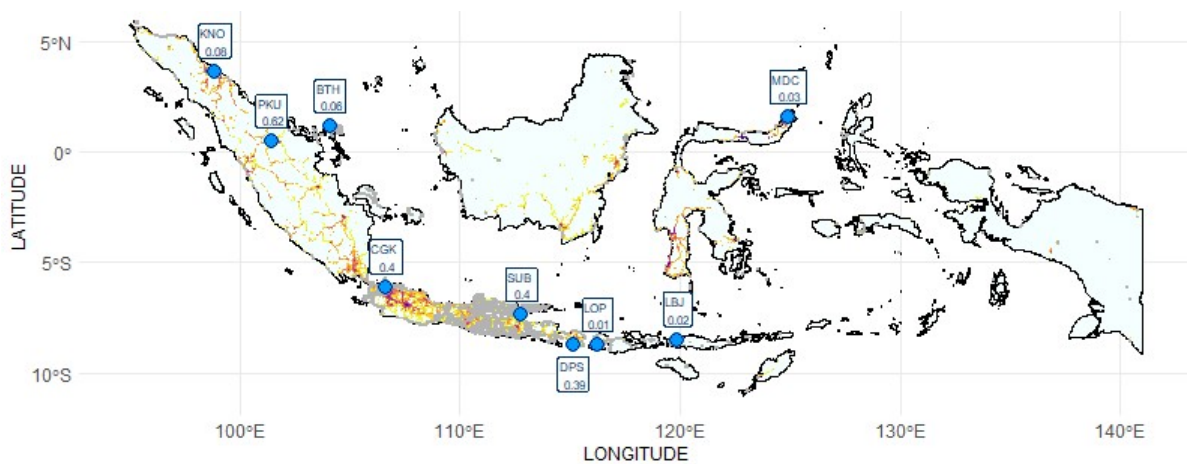 KNO
0.08
PKU
0.62
BTH
0.06
MDC
0.03
CGK
0.4
SUB
0.4
LOP
0.01
LBJ
0.02
DPS
0.39
5°N
0°
5°S
10°S
LATITUDE
100°E
110°E
120°E
130°E
140°E
LONGITUDE